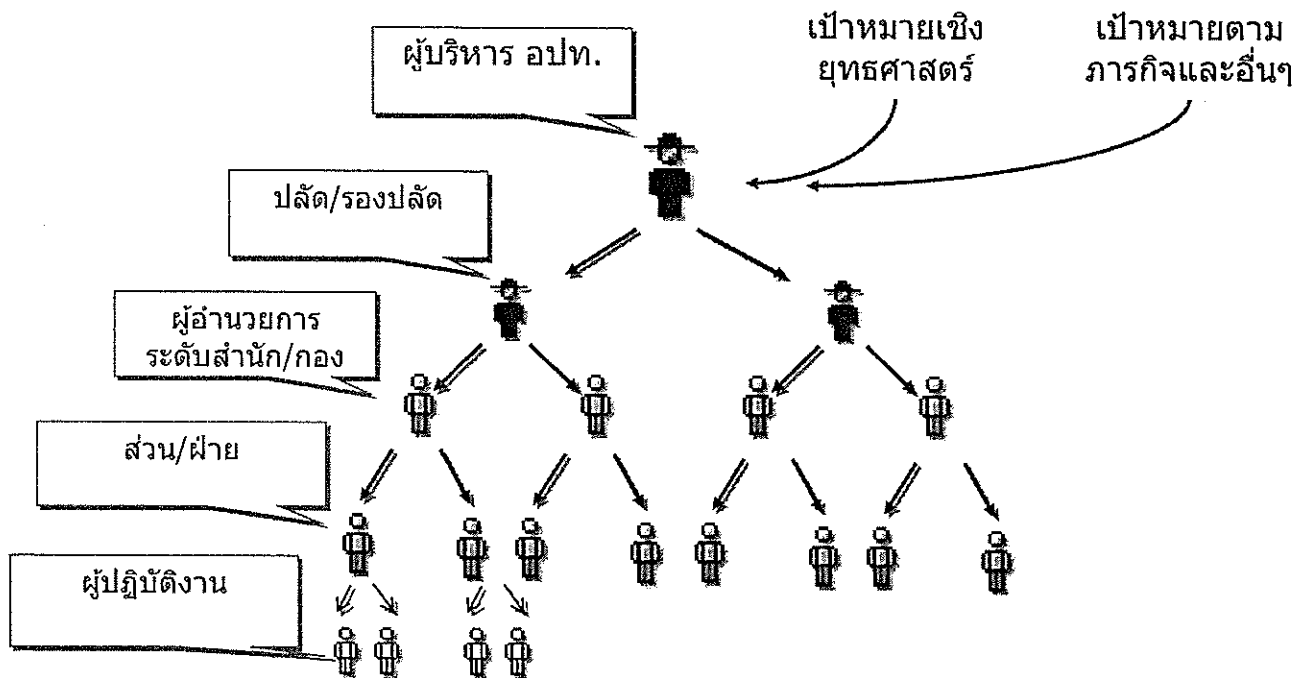 ผู้บริหาร อปท.
เป้าหมายเชิง
ยุทธศาสตร์
เป้าหมายตาม
ภารกิจและอื่นๆ
ปลัด/รองปลัด
ผู้อำนวยการ
ระดับสำนัก/กอง
ส่วน/ฝ่าย
ผู้ปฏิบัติงาน